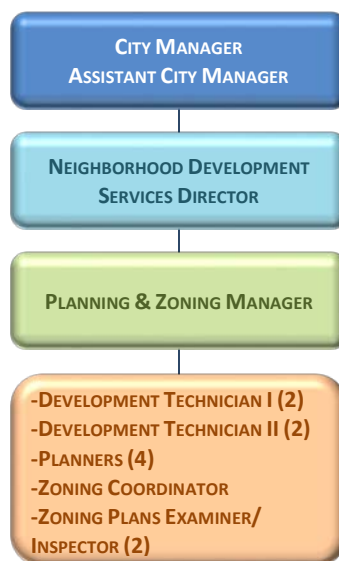 City Manager
Assistant City Manager
Neighborhood Development
Services Director
Planning & Zoning Manager
-Development Technician I (2)
-Development Technician II (2)
-Planners (4)
-Zoning Coordinator
-Zoning Plans Examiner/
Inspector (2)